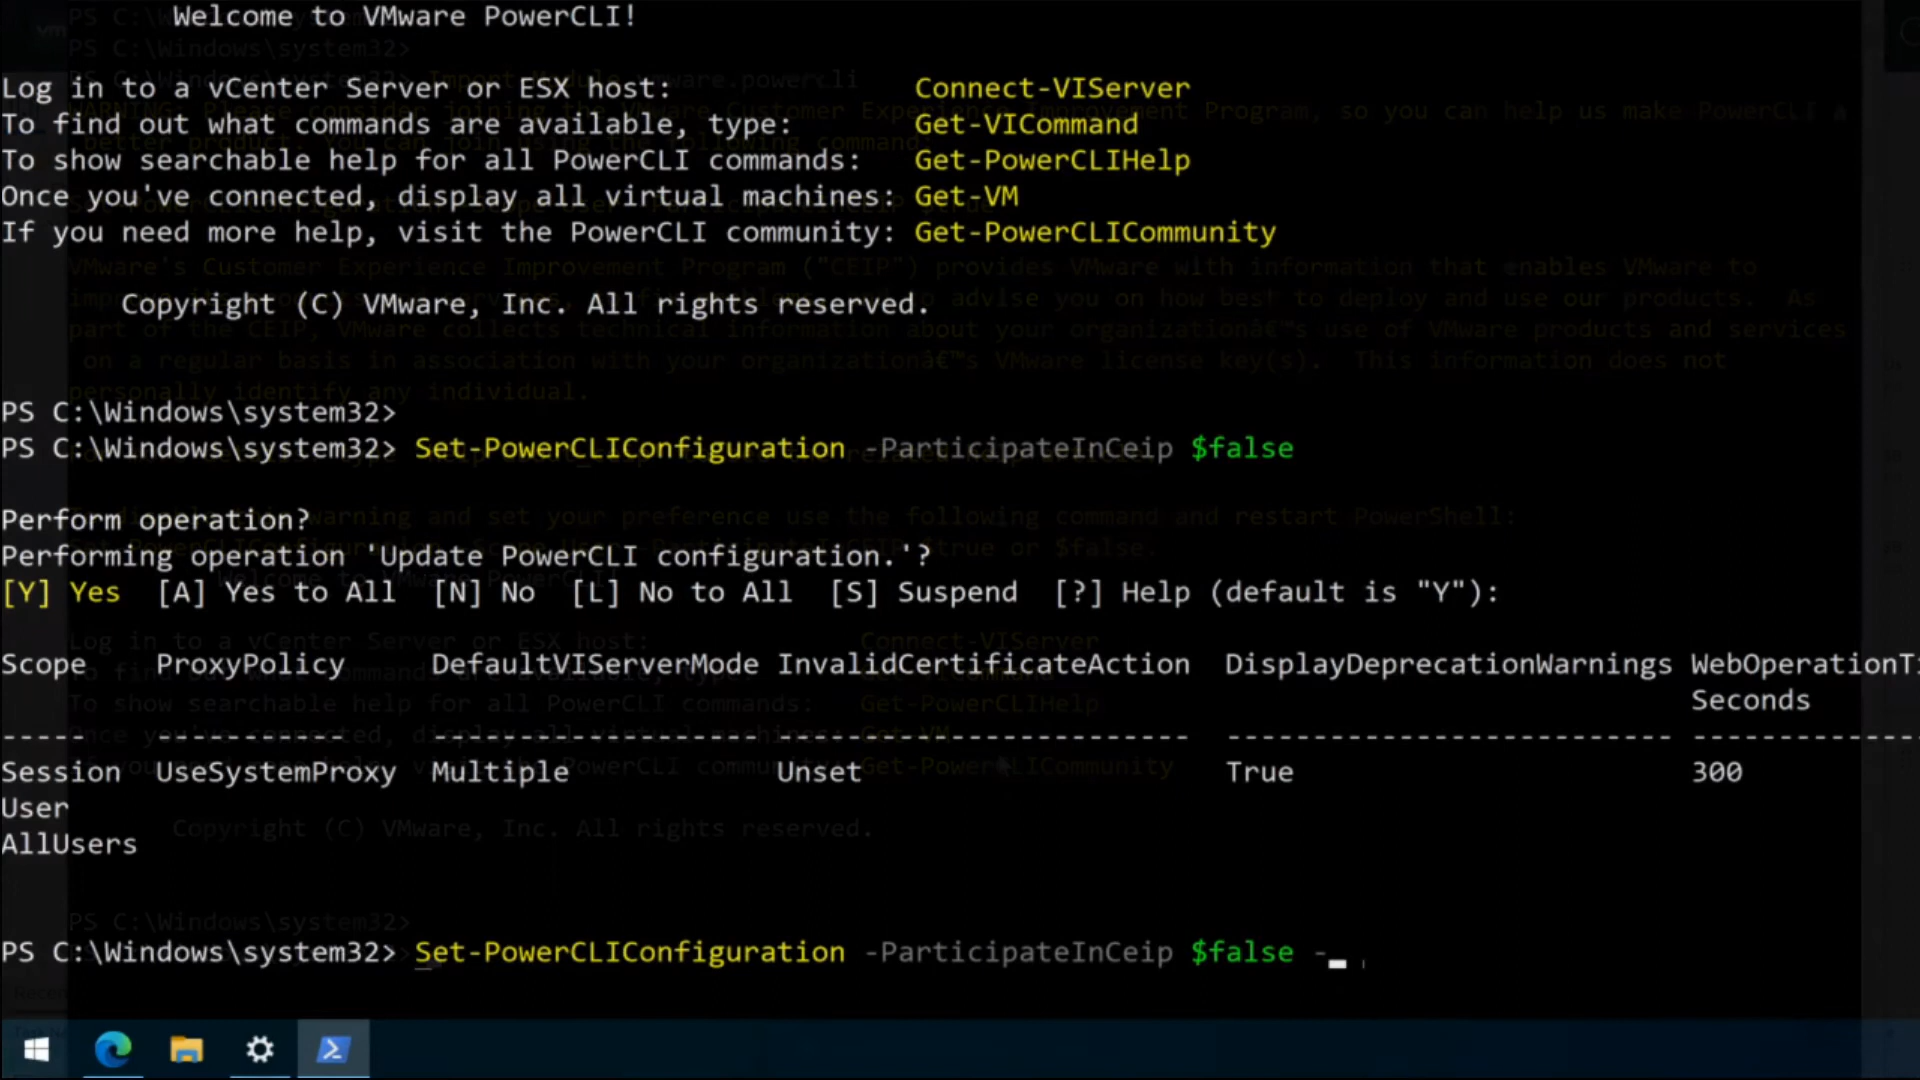 Welcome to VMware PowerCLI!
Log in to a vCenter Server or ESX host: Connect-VIServer
To find out what commands are available, type: Get-VICommand
To show searchable help for all PowerCLI commands: Get-PowerCLIHelp
Once you've connected, display all virtual machines: Get-VM
If you need more help, visit the PowerCLI community: Get-PowerCLICommunity
Copyright (C) VMware, Inc. All rights reserved.
PS C:\Windows\system32>
PS C:\Windows\system32> Set-PowerCLIConfiguration -ParticipateInCeip $false
Perform operation?
Performing operation 'Update PowerCLI configuration.'?
[Y] Yes [A] Yes to All [N] No [L] No to All [S] Suspend [?] Help (default is "Y"):
Scope ProxyPolicy DefaultVIServerMode InvalidCertificateAction DisplayDeprecationWarnings WebOperationTi
Seconds
----- ----------- ------------------- ------------------------ -------------------------- --------------
Session UseSystemProxy Multiple Unset True 300
User
AllUsers
PS C:\Windows\system32> Set-PowerCLIConfiguration -ParticipateInCeip $false -